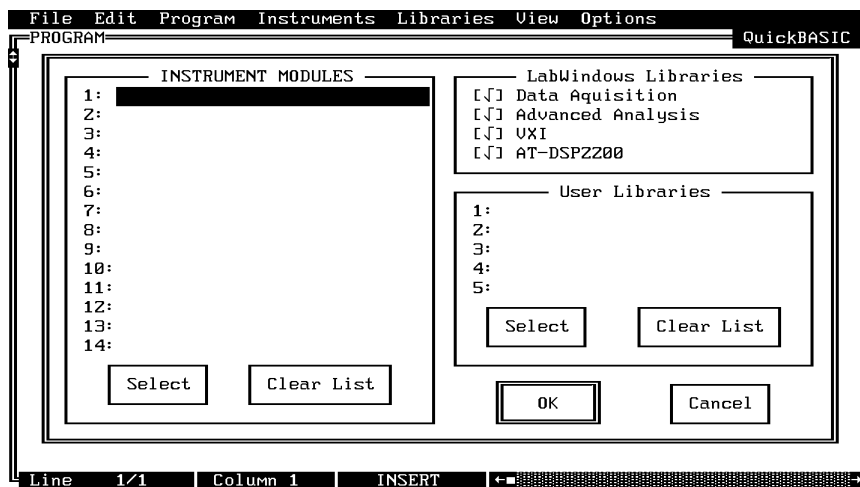 File Edit Program Instruments Libraries View Options
PROGRAM
QuickBASIC
INSTRUMENT MODULES
1:
2:
3:
4:
5:
6:
7:
8:
9:
10:
11:
12:
13:
14:
Select Clear List
LabWindows Libraries
[√] Data Aquisition
[√] Advanced Analysis
[√] VXI
[√] AT-DSP2200
User Libraries
1:
2:
3:
4:
5:
Select Clear List
OK Cancel
Line 1/1 Column 1 INSERT